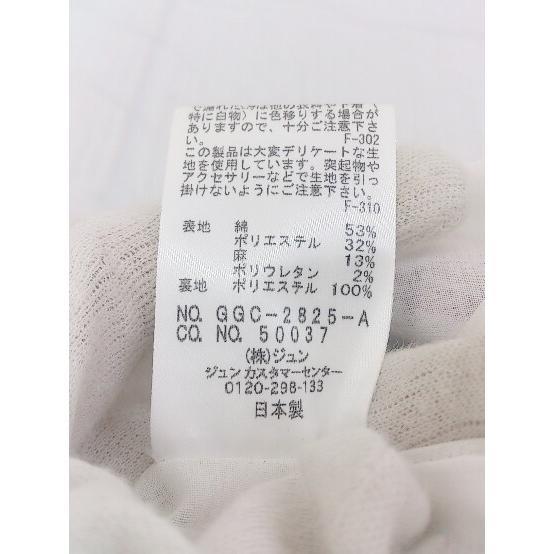 特に白物）に色移りする場合が
ありますので、十分ご注意下さ
い。
F-302
この製品は大変デリケートな生
地を使用しています。突起物や
アクセサリーなどで生地を引っ
掛けないようにご注意下さい。
F-310
表地 綿 53%
ポリエステル 32%
麻 13%
ポリウレタン 2%
裏地 ポリエステル 100%
NO. GGC-2825-A
CO. NO. 50037
(株)ジュン
ジュンカスタマーセンター
0120-298-133
日本製